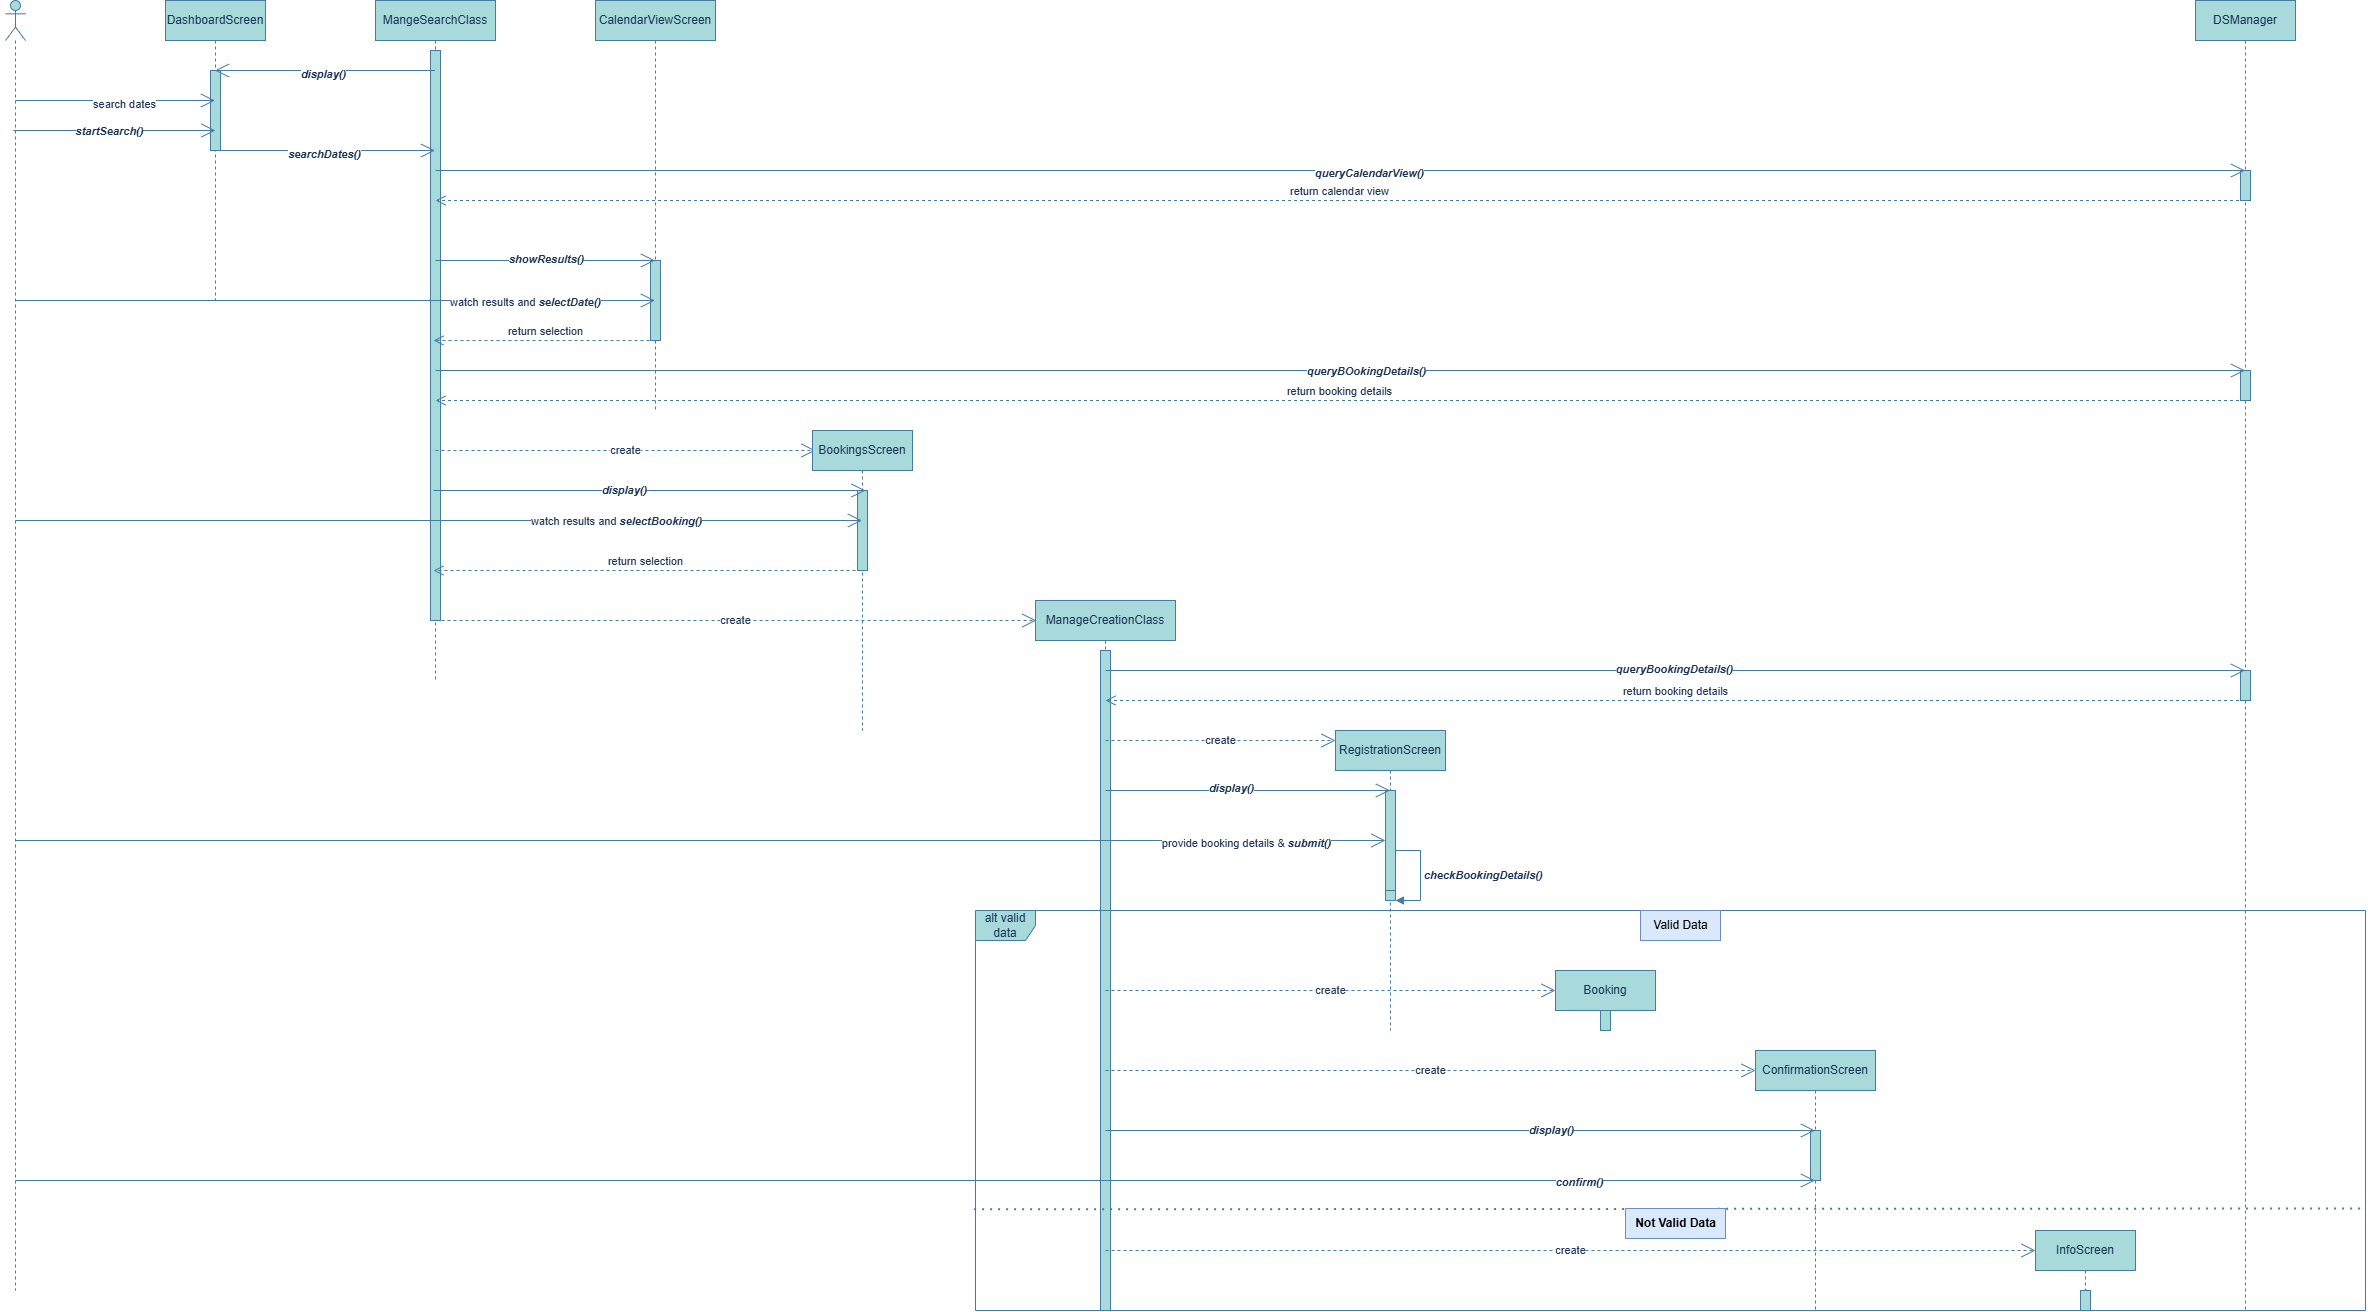 DashboardScreen
MangeSearchClass
CalendarViewScreen
DSManager
display()
search dates
startSearch()
searchDates()
queryCalendarView()
return calendar view
showResults()
watch results and selectDate()
return selection
queryBOokingDetails()
return booking details
create
BookingsScreen
display()
watch results and selectBooking()
return selection
create
ManageCreationClass
queryBookingDetails()
return booking details
create
RegistrationScreen
display()
provide booking details & submit()
checkBookingDetails()
alt valid
data
Valid Data
create
Booking
create
ConfirmationScreen
display()
confirm()
Not Valid Data
create
InfoScreen